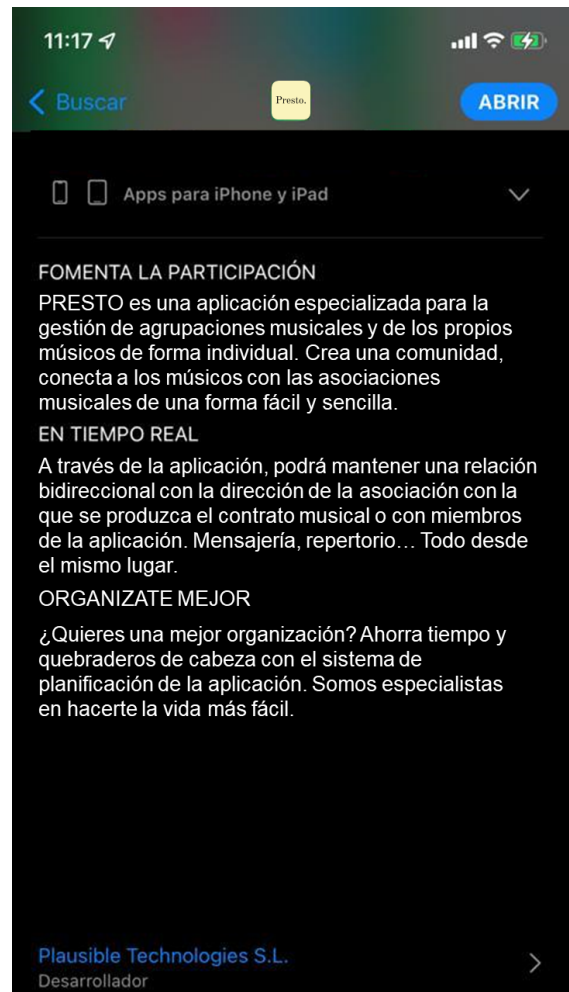 11:17
Buscar
Presto.
ABRIR
Apps para iPhone y iPad
FOMENTA LA PARTICIPACIÓN
PRESTO es una aplicación especializada para la
gestión de agrupaciones musicales y de los propios
músicos de forma individual. Crea una comunidad,
conecta a los músicos con las asociaciones
musicales de una forma fácil y sencilla.
EN TIEMPO REAL
A través de la aplicación, podrá mantener una relación
bidireccional con la dirección de la asociación con la
que se produzca el contrato musical o con miembros
de la aplicación. Mensajería, repertorio… Todo desde
el mismo lugar.
ORGANIZATE MEJOR
¿Quieres una mejor organización? Ahorra tiempo y
quebraderos de cabeza con el sistema de
planificación de la aplicación. Somos especialistas
en hacerte la vida más fácil.
Plausible Technologies S.L.
Desarrollador